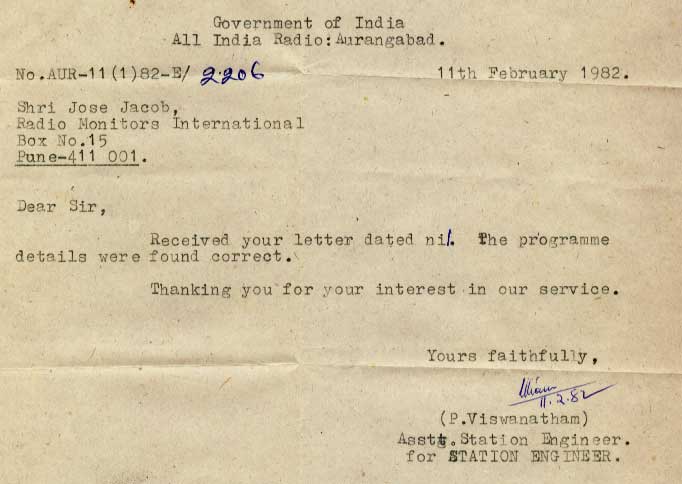 Government of India
All India Radio:Aurangabad.
No.AUR-11(1)82-E/ 2206
11th February 1982.
Shri Jose Jacob,
Radio Monitors International
Box No.15
Pune-411 001.
Dear Sir,
Received your letter dated nil. The programme
details were found correct.
Thanking you for your interest in our service.
Yours faithfully,
11.2.82
(P.Viswanatham)
Asstt.Station Engineer.
for STATION ENGINEER.